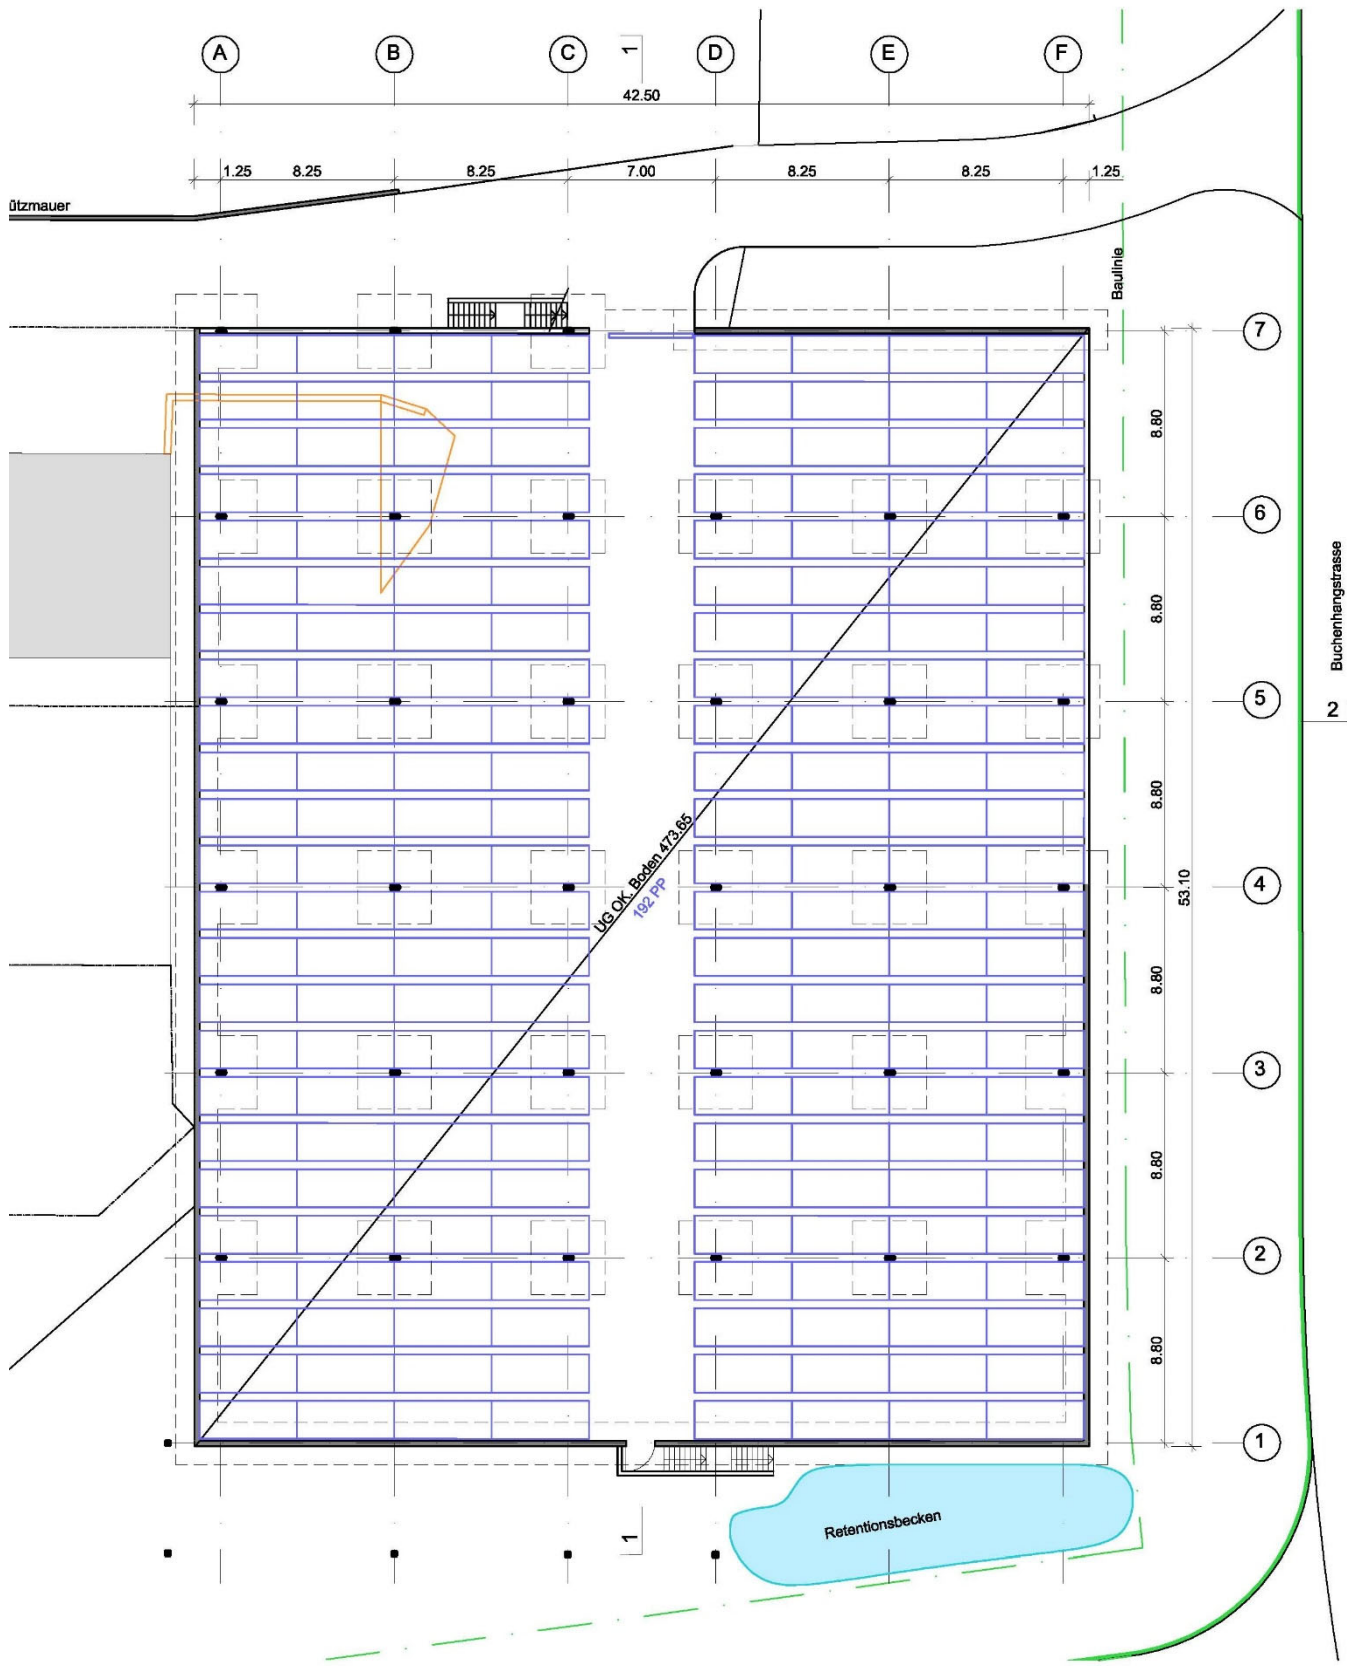 A B C 1 D E F
42.50
1.25 8.25 8.25 7.00 8.25 8.25 1.25
ützmauer
Baulinie
7
8.80
6
8.80
Buchenhangstrasse
5
2
8.80
UG OK. Boden 473.65
192 PP
4
53.10
8.80
3
8.80
2
8.80
1
Retentionsbecken
1